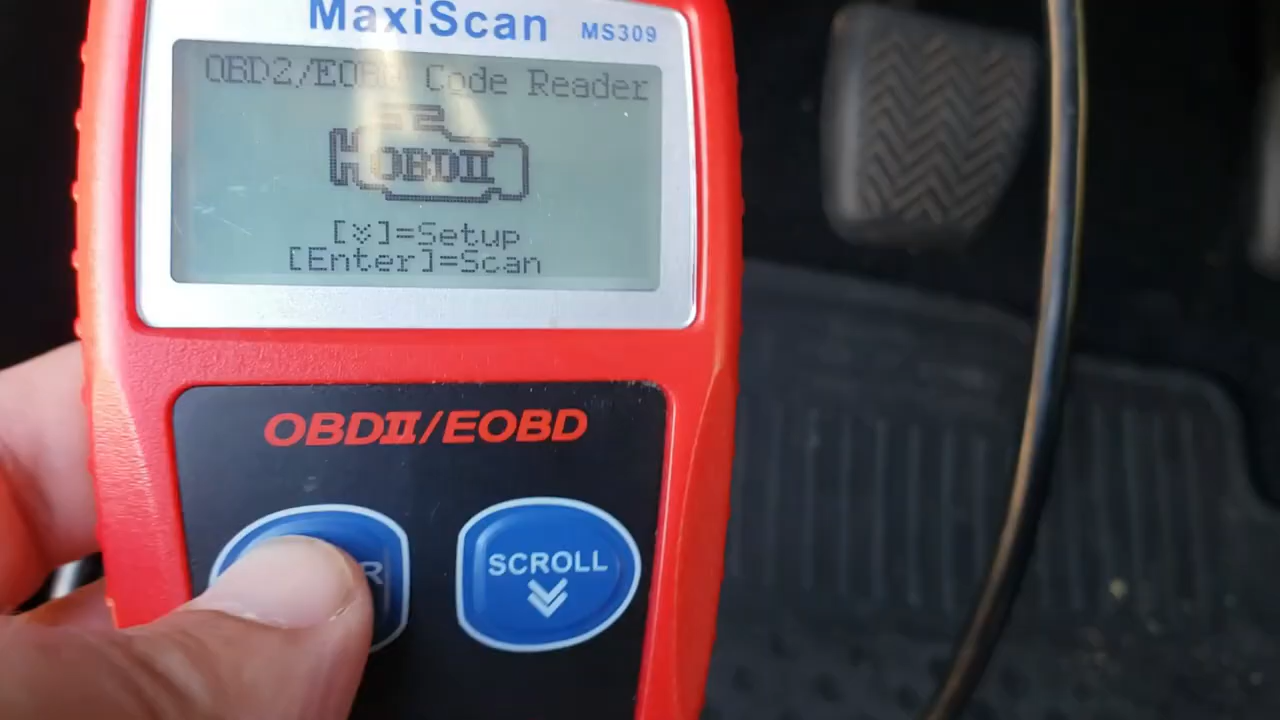 MaxiScan MS309
OBD2/EOBD Code Reader
OBDII
[⌄]=Setup
[Enter]=Scan
OBDII/EOBD
R
SCROLL